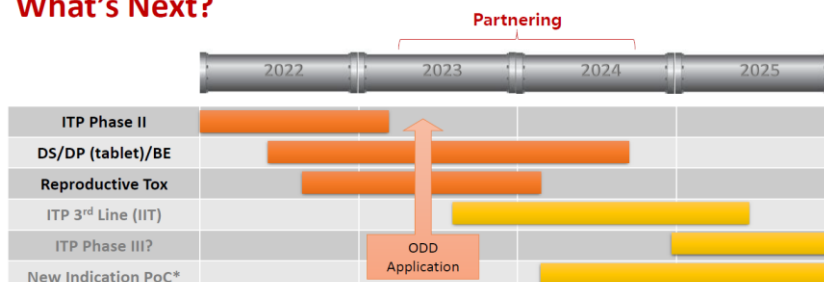 What's Next?
Partnering
2022 2023 2024 2025
ITP Phase II
DS/DP (tablet)/BE
Reproductive Tox
ITP 3rd Line (IIT)
ITP Phase III?
New Indication PoC*
ODD
Application